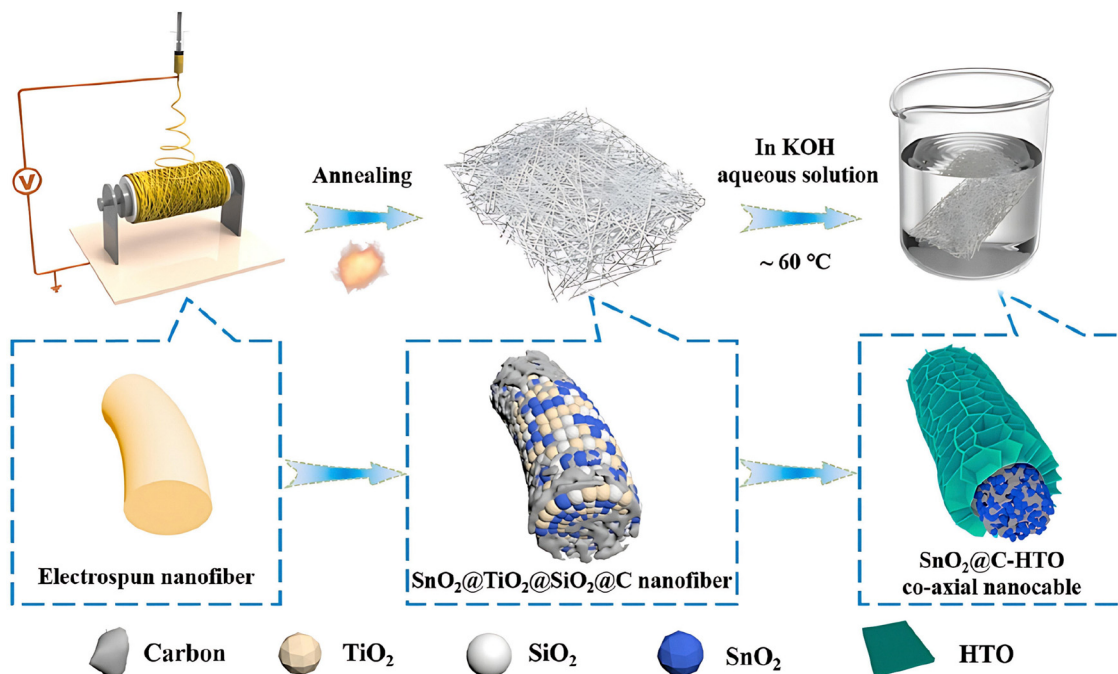 V
Annealing
In KOH
aqueous solution
~ 60 °C
Electrospun nanofiber
SnO₂@TiO₂@SiO₂@C nanofiber
SnO₂@C-HTO
co-axial nanocable
Carbon
TiO₂
SiO₂
SnO₂
HTO